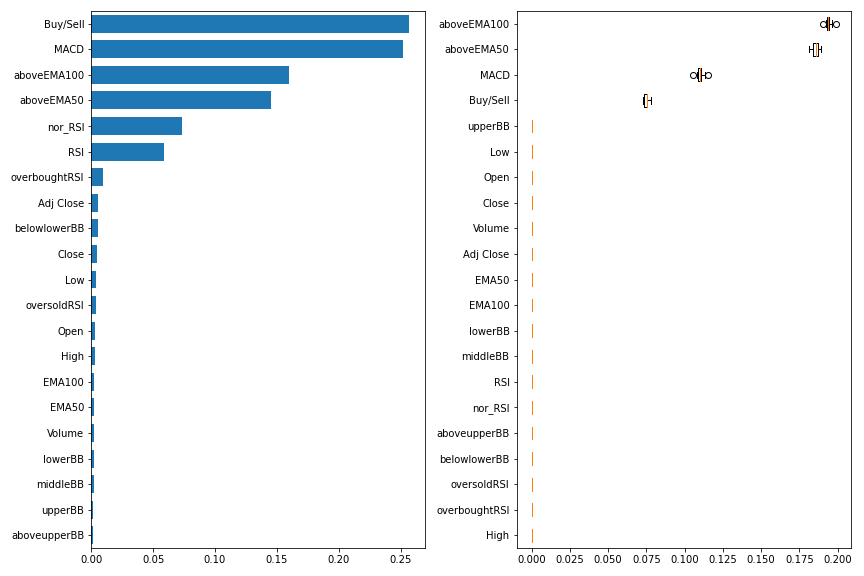 Buy/Sell
MACD
aboveEMA100
aboveEMA50
nor_RSI
RSI
overboughtRSI
Adj Close
belowlowerBB
Close
Low
oversoldRSI
Open
High
EMA100
EMA50
Volume
lowerBB
middleBB
upperBB
aboveupperBB
0.00 0.05 0.10 0.15 0.20 0.25
aboveEMA100
aboveEMA50
MACD
Buy/Sell
upperBB
Low
Open
Close
Volume
Adj Close
EMA50
EMA100
lowerBB
middleBB
RSI
nor_RSI
aboveupperBB
belowlowerBB
oversoldRSI
overboughtRSI
High
0.000 0.025 0.050 0.075 0.100 0.125 0.150 0.175 0.200